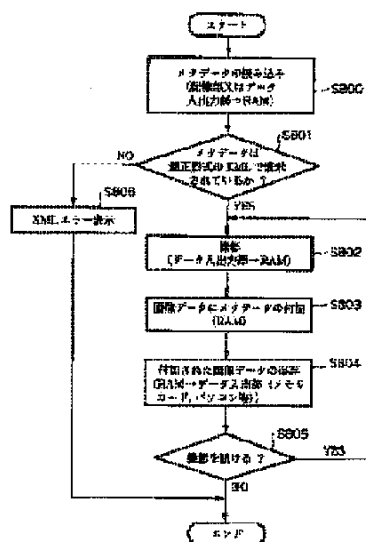 スタート
メタデータの読み込み
(撮像部又はデータ
入出力部→RAM)
S800
S801
メタデータは
適正形式のXMLで表示
されているか?
NO
YES
S806
XMLエラー表示
撮影
(データ入出力部→RAM)
S802
画像データにメタデータの付加
(RAM)
S803
付加された画像データの保存
(RAM→データ入出力部(メモリ
カード、パソコン等))
S804
S805
撮影を続ける?
YES
NO
エンド